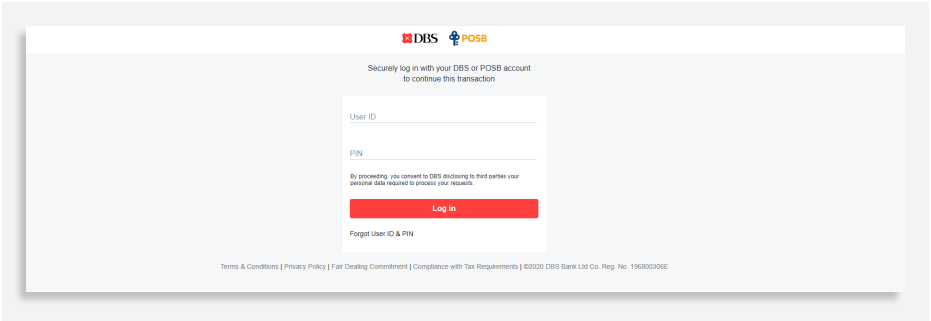 DBS POSB
Securely log in with your DBS or POSB account
to continue this transaction
User ID
PIN
By proceeding, you consent to DBS disclosing to third parties your
personal data required to process your requests.
Log in
Forgot User ID & PIN
Terms & Conditions | Privacy Policy | Fair Dealing Commitment | Compliance with Tax Requirements | ©2020 DBS Bank Ltd Co. Reg. No. 196800306E